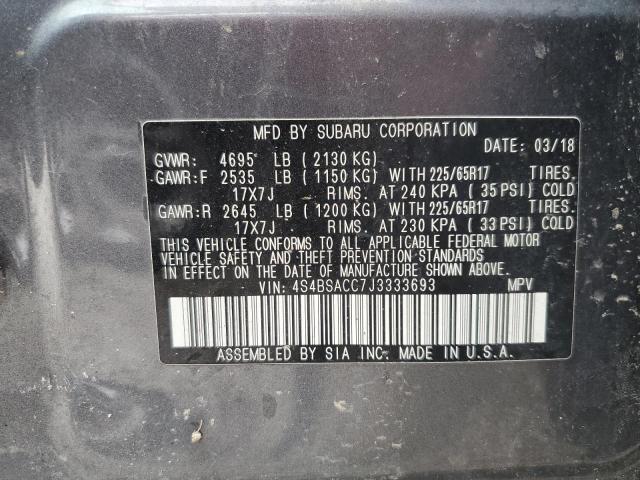 MFD BY SUBARU CORPORATION
DATE: 03/18
GVWR: 4695 LB ( 2130 KG)
GAWR:F 2535 LB ( 1150 KG) WITH 225/65R17 TIRES.
17X7J RIMS. AT 240 KPA ( 35 PSI) COLD
GAWR:R 2645 LB ( 1200 KG) WITH 225/65R17 TIRES.
17X7J RIMS. AT 230 KPA ( 33 PSI) COLD
THIS VEHICLE CONFORMS TO ALL APPLICABLE FEDERAL MOTOR
VEHICLE SAFETY AND THEFT PREVENTION STANDARDS
IN EFFECT ON THE DATE OF MANUFACTURE SHOWN ABOVE.
VIN: 4S4BSACC7J3333693 MPV
ASSEMBLED BY SIA INC. MADE IN U.S.A.